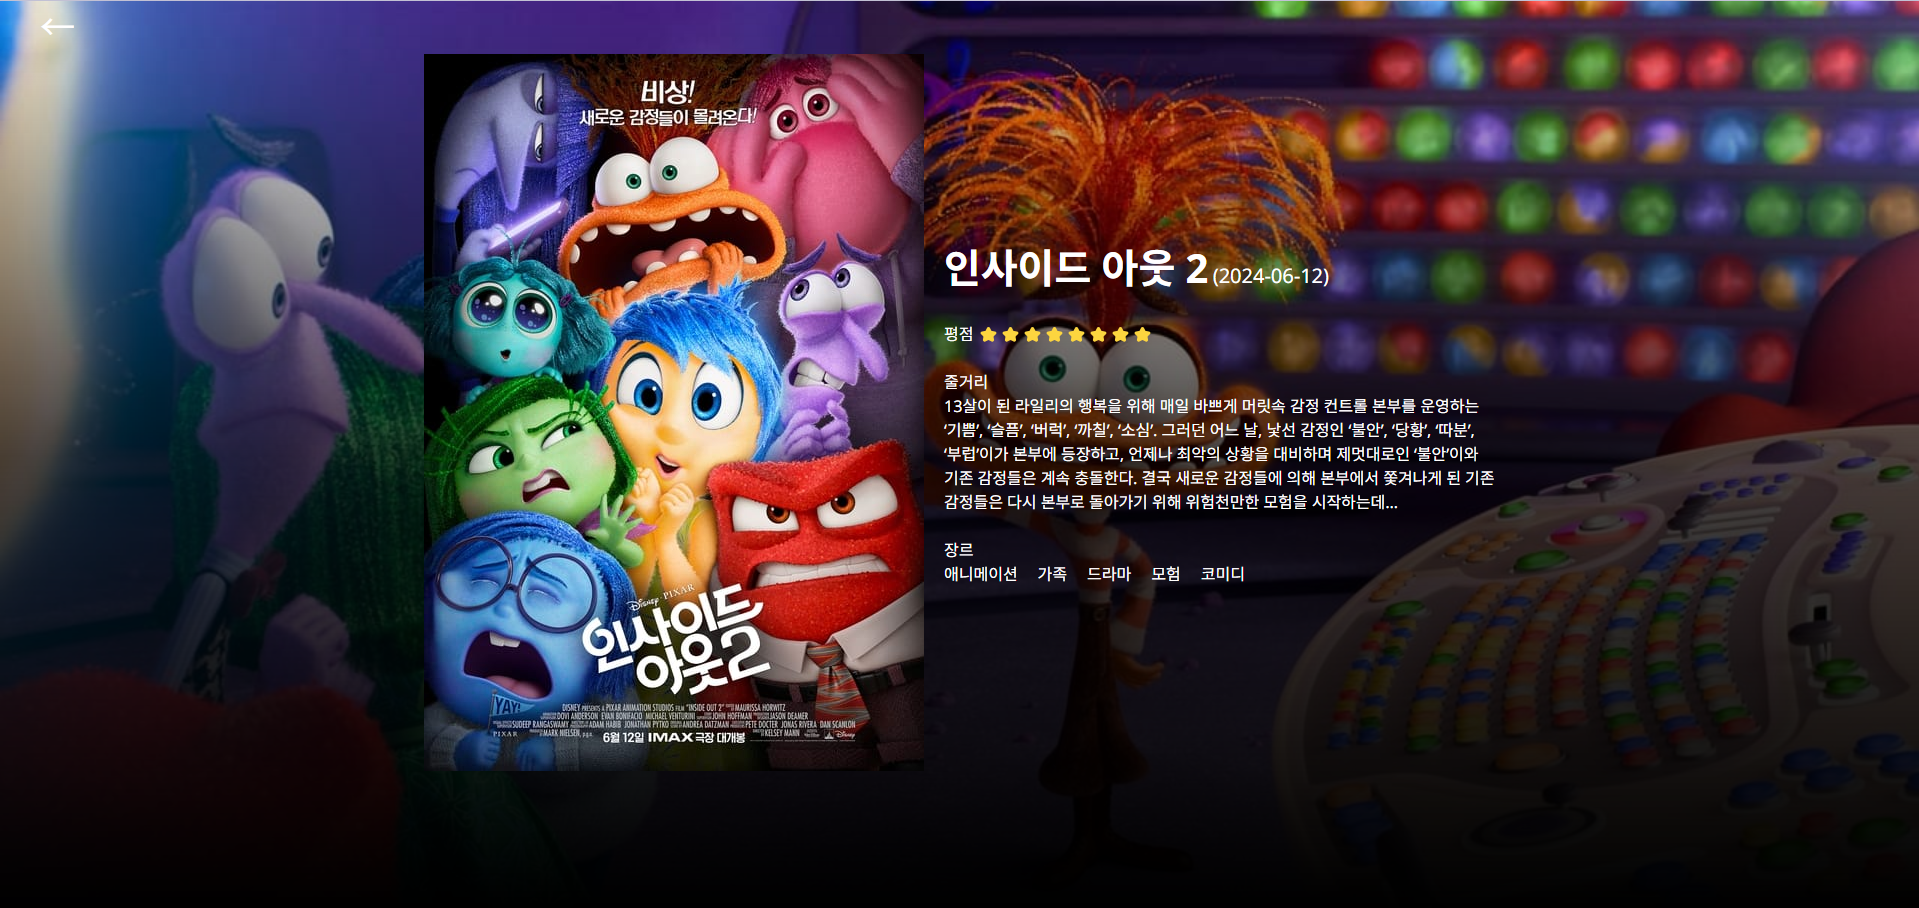 비상!
새로운 감정들이 몰려온다!
Disney · PIXAR
인사이드
아웃2
YAY!
DISNEY PRESENTS A PIXAR ANIMATION STUDIOS FILM "INSIDE OUT 2" MAURISSA HORWITZ
DOVI ANDERSON EVAN BONIFACIO MICHAEL VENTURINI JOHN HOFFMAN JASON DEAMER
SUDEEP RANGASWAMY ADAM HABIB JONATHAN PYTKO ANDREA DATZMAN PETE DOCTER JONAS RIVERA DAN SCANLON
PIXAR MARK NIELSEN, p.g.a. 6월 12일 IMAX 극장 대개봉 KELSEY MANN Disney
인사이드 아웃 2 (2024-06-12)
평점
줄거리
13살이 된 라일리의 행복을 위해 매일 바쁘게 머릿속 감정 컨트롤 본부를 운영하는
‘기쁨’, ‘슬픔’, ‘버럭’, ‘까칠’, ‘소심’. 그러던 어느 날, 낯선 감정인 ‘불안’, ‘당황’, ‘따분’,
‘부럽’이가 본부에 등장하고, 언제나 최악의 상황을 대비하며 제멋대로인 ‘불안’이와
기존 감정들은 계속 충돌한다. 결국 새로운 감정들에 의해 본부에서 쫓겨나게 된 기존
감정들은 다시 본부로 돌아가기 위해 위험천만한 모험을 시작하는데…
장르
애니메이션 가족 드라마 모험 코미디